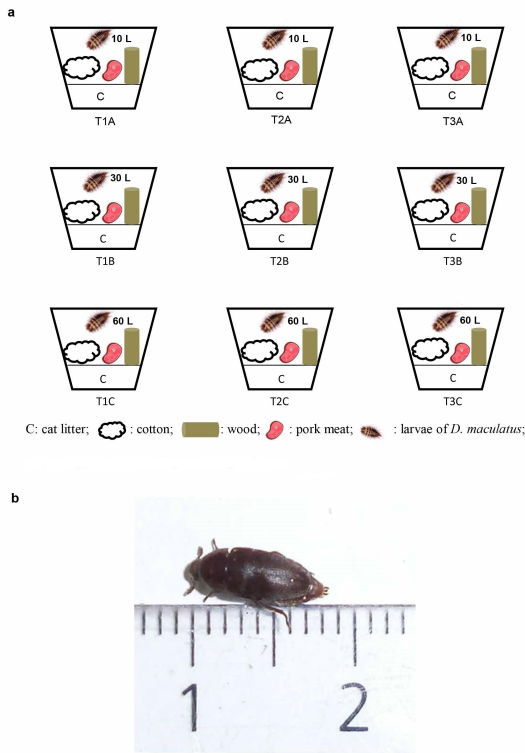 a
10 L 10 L 10 L
C C C
T1A T2A T3A
30 L 30 L 30 L
C C C
T1B T2B T3B
60 L 60 L 60 L
C C C
T1C T2C T3C
C: cat litter; : cotton; : wood; : pork meat; : larvae of D. maculatus;
b
1 2